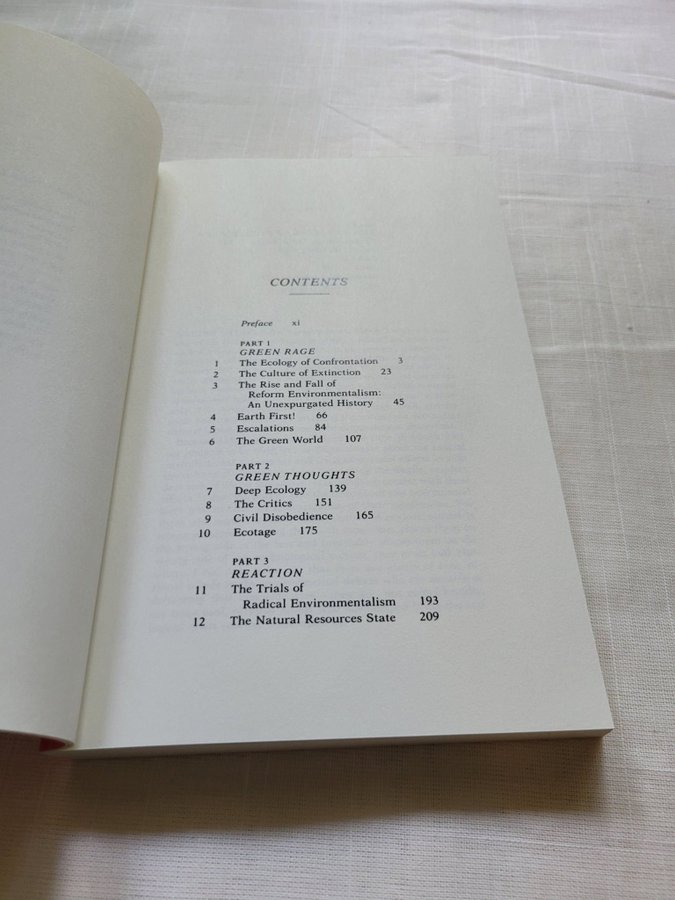 CONTENTS
Preface xi
PART 1
GREEN RAGE
1 The Ecology of Confrontation 3
2 The Culture of Extinction 23
3 The Rise and Fall of
Reform Environmentalism:
An Unexpurgated History 45
4 Earth First! 66
5 Escalations 84
6 The Green World 107
PART 2
GREEN THOUGHTS
7 Deep Ecology 139
8 The Critics 151
9 Civil Disobedience 165
10 Ecotage 175
PART 3
REACTION
11 The Trials of
Radical Environmentalism 193
12 The Natural Resources State 209